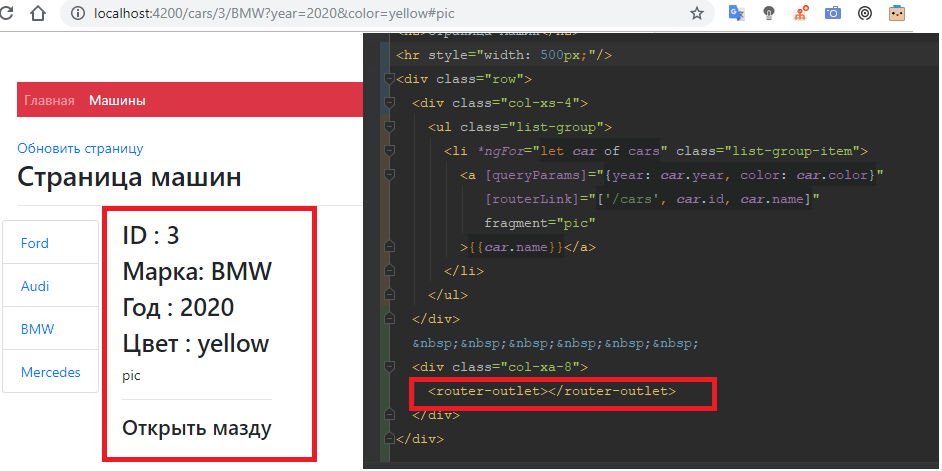 localhost:4200/cars/3/BMW?year=2020&color=yellow#pic
Главная Машины
Обновить страницу
Страница машин
Ford
Audi
BMW
Mercedes
ID : 3
Марка: BMW
Год : 2020
Цвет : yellow
pic
Открыть мазду
<hr style="width: 500px;"/>
<div class="row">
<div class="col-xs-4">
<ul class="list-group">
<li *ngFor="let car of cars" class="list-group-item">
<a [queryParams]="{year: car.year, color: car.color}"
[routerLink]="['/cars', car.id, car.name]"
fragment="pic"
>{{car.name}}</a>
</li>
</ul>
</div>
&nbsp;&nbsp;&nbsp;&nbsp;&nbsp;&nbsp;
<div class="col-xa-8">
<router-outlet></router-outlet>
</div>
</div>